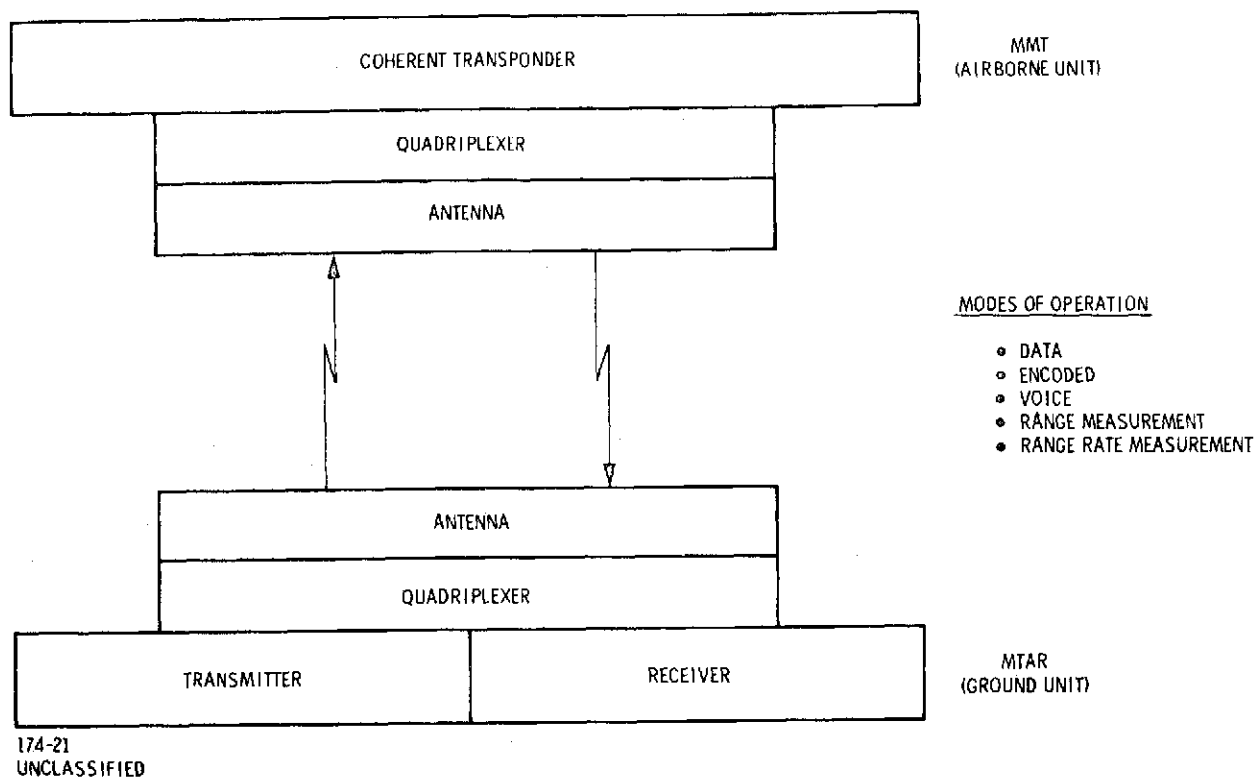 COHERENT TRANSPONDER
MMT
(AIRBORNE UNIT)
QUADRIPLEXER
ANTENNA
MODES OF OPERATION
• DATA
• ENCODED
• VOICE
• RANGE MEASUREMENT
• RANGE RATE MEASUREMENT
ANTENNA
QUADRIPLEXER
TRANSMITTER
RECEIVER
MTAR
(GROUND UNIT)
174-21
UNCLASSIFIED